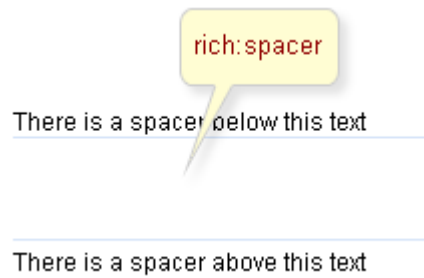 rich:spacer
There is a spacer below this text
There is a spacer above this text